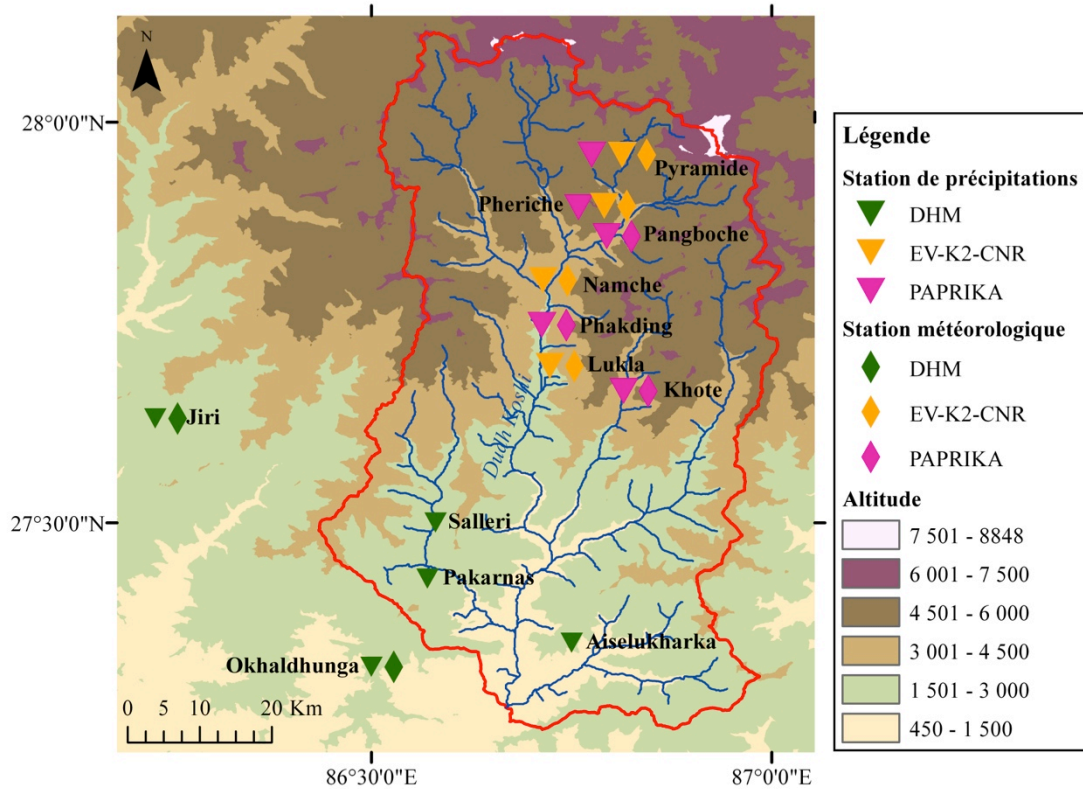 N
28°0'0"N
27°30'0"N
86°30'0"E
87°0'0"E
Pyramide
Pheriche
Pangboche
Namche
Phakding
Lukla
Khote
Dudh Koshi
Jiri
Salleri
Pakarnas
Aiselukharka
Okhaldhunga
0 5 10 20 Km
Légende
Station de précipitations
DHM
EV-K2-CNR
PAPRIKA
Station météorologique
DHM
EV-K2-CNR
PAPRIKA
Altitude
7 501 - 8848
6 001 - 7 500
4 501 - 6 000
3 001 - 4 500
1 501 - 3 000
450 - 1 500